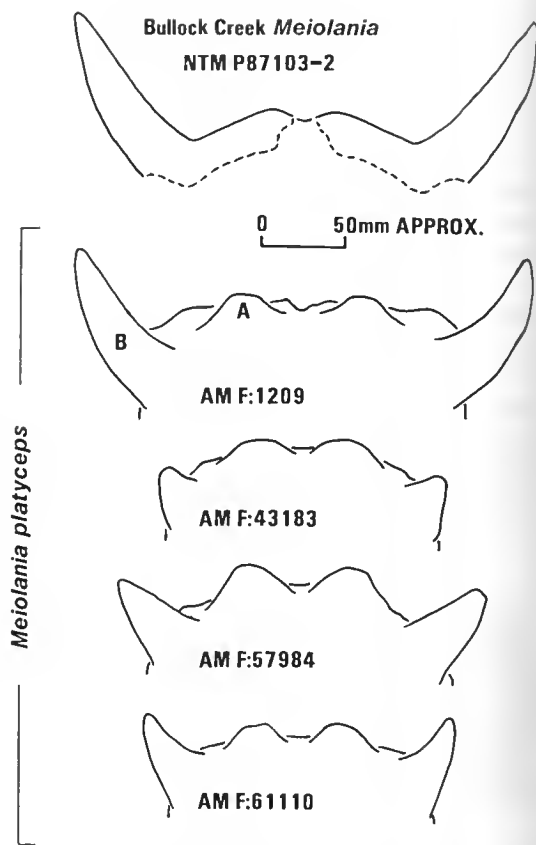 Bullock Creek Meiolania
NTM P87103-2
0 50mm APPROX.
A
B
AM F:1209
AM F:43183
AM F:57984
AM F:61110
Meiolania platyceps